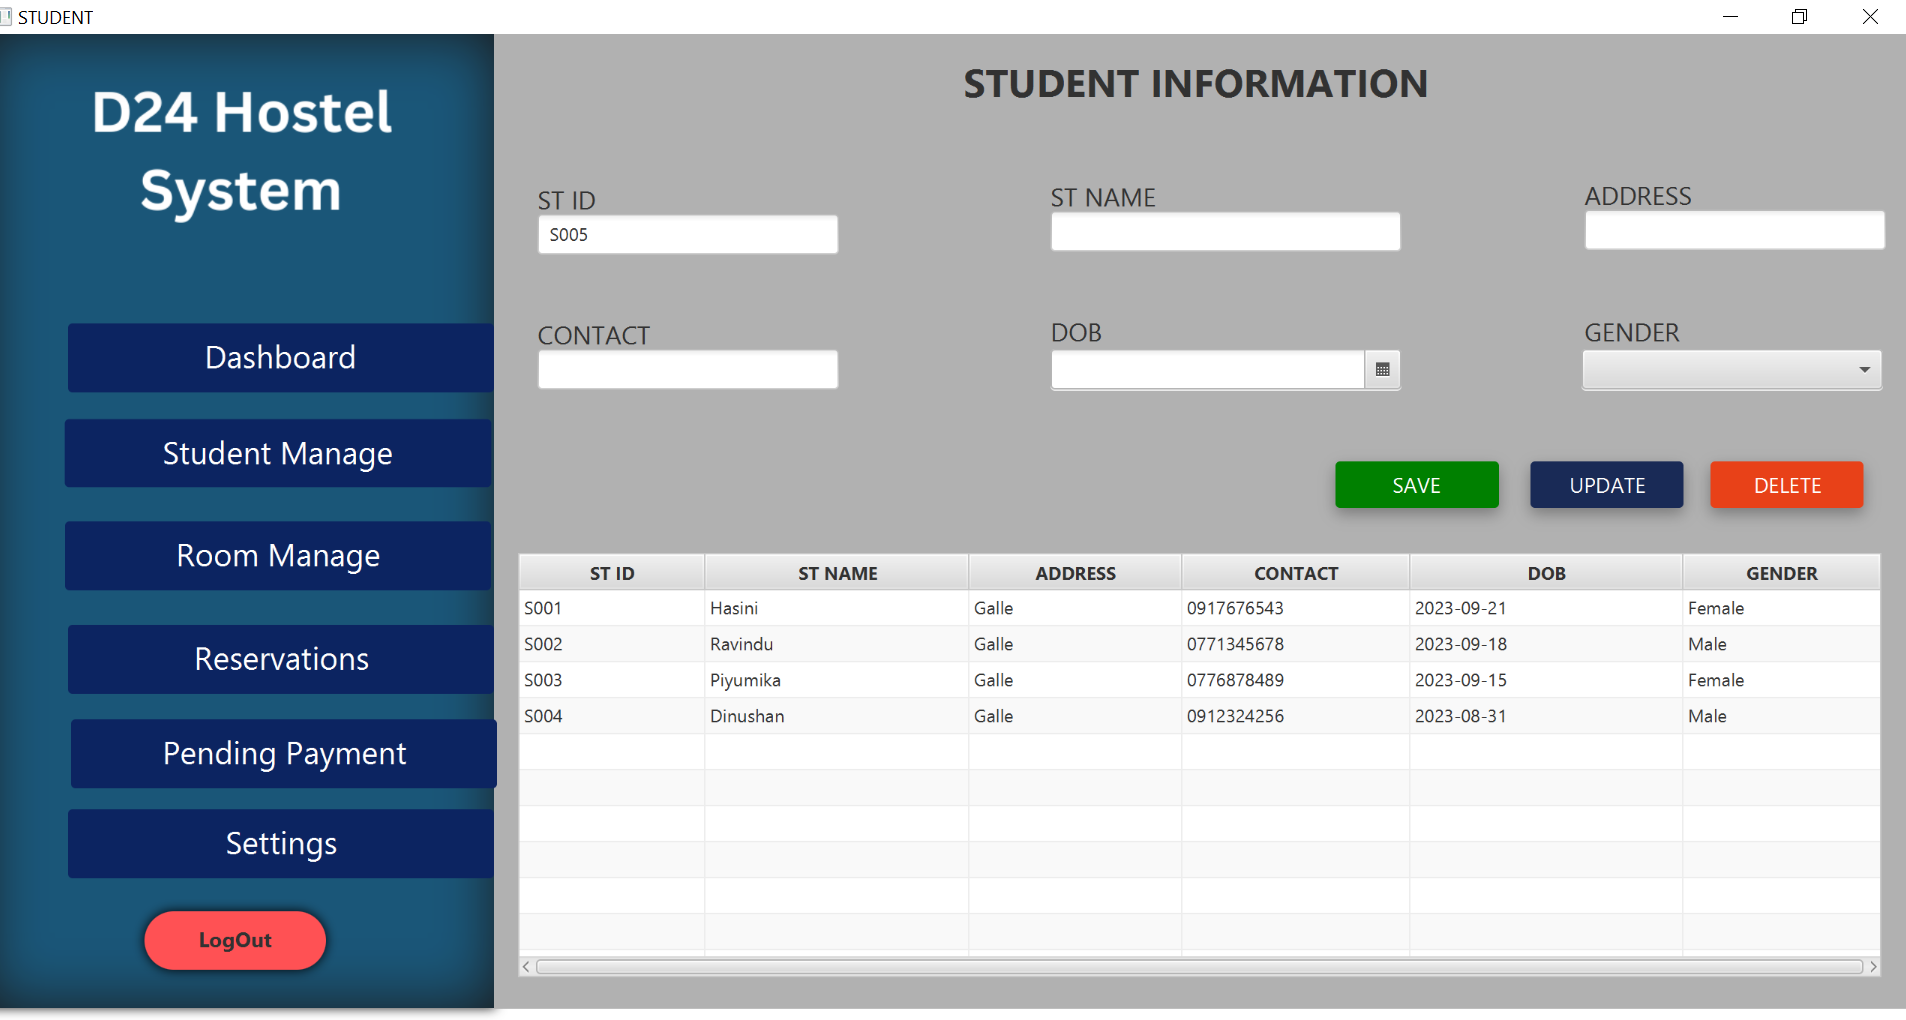 STUDENT
D24 Hostel
System
Dashboard
Student Manage
Room Manage
Reservations
Pending Payment
Settings
LogOut
STUDENT INFORMATION
ST ID
S005
ST NAME
ADDRESS
CONTACT
DOB
GENDER
SAVE UPDATE DELETE
ST ID ST NAME ADDRESS CONTACT DOB GENDER
S001 Hasini Galle 0917676543 2023-09-21 Female
S002 Ravindu Galle 0771345678 2023-09-18 Male
S003 Piyumika Galle 0776878489 2023-09-15 Female
S004 Dinushan Galle 0912324256 2023-08-31 Male